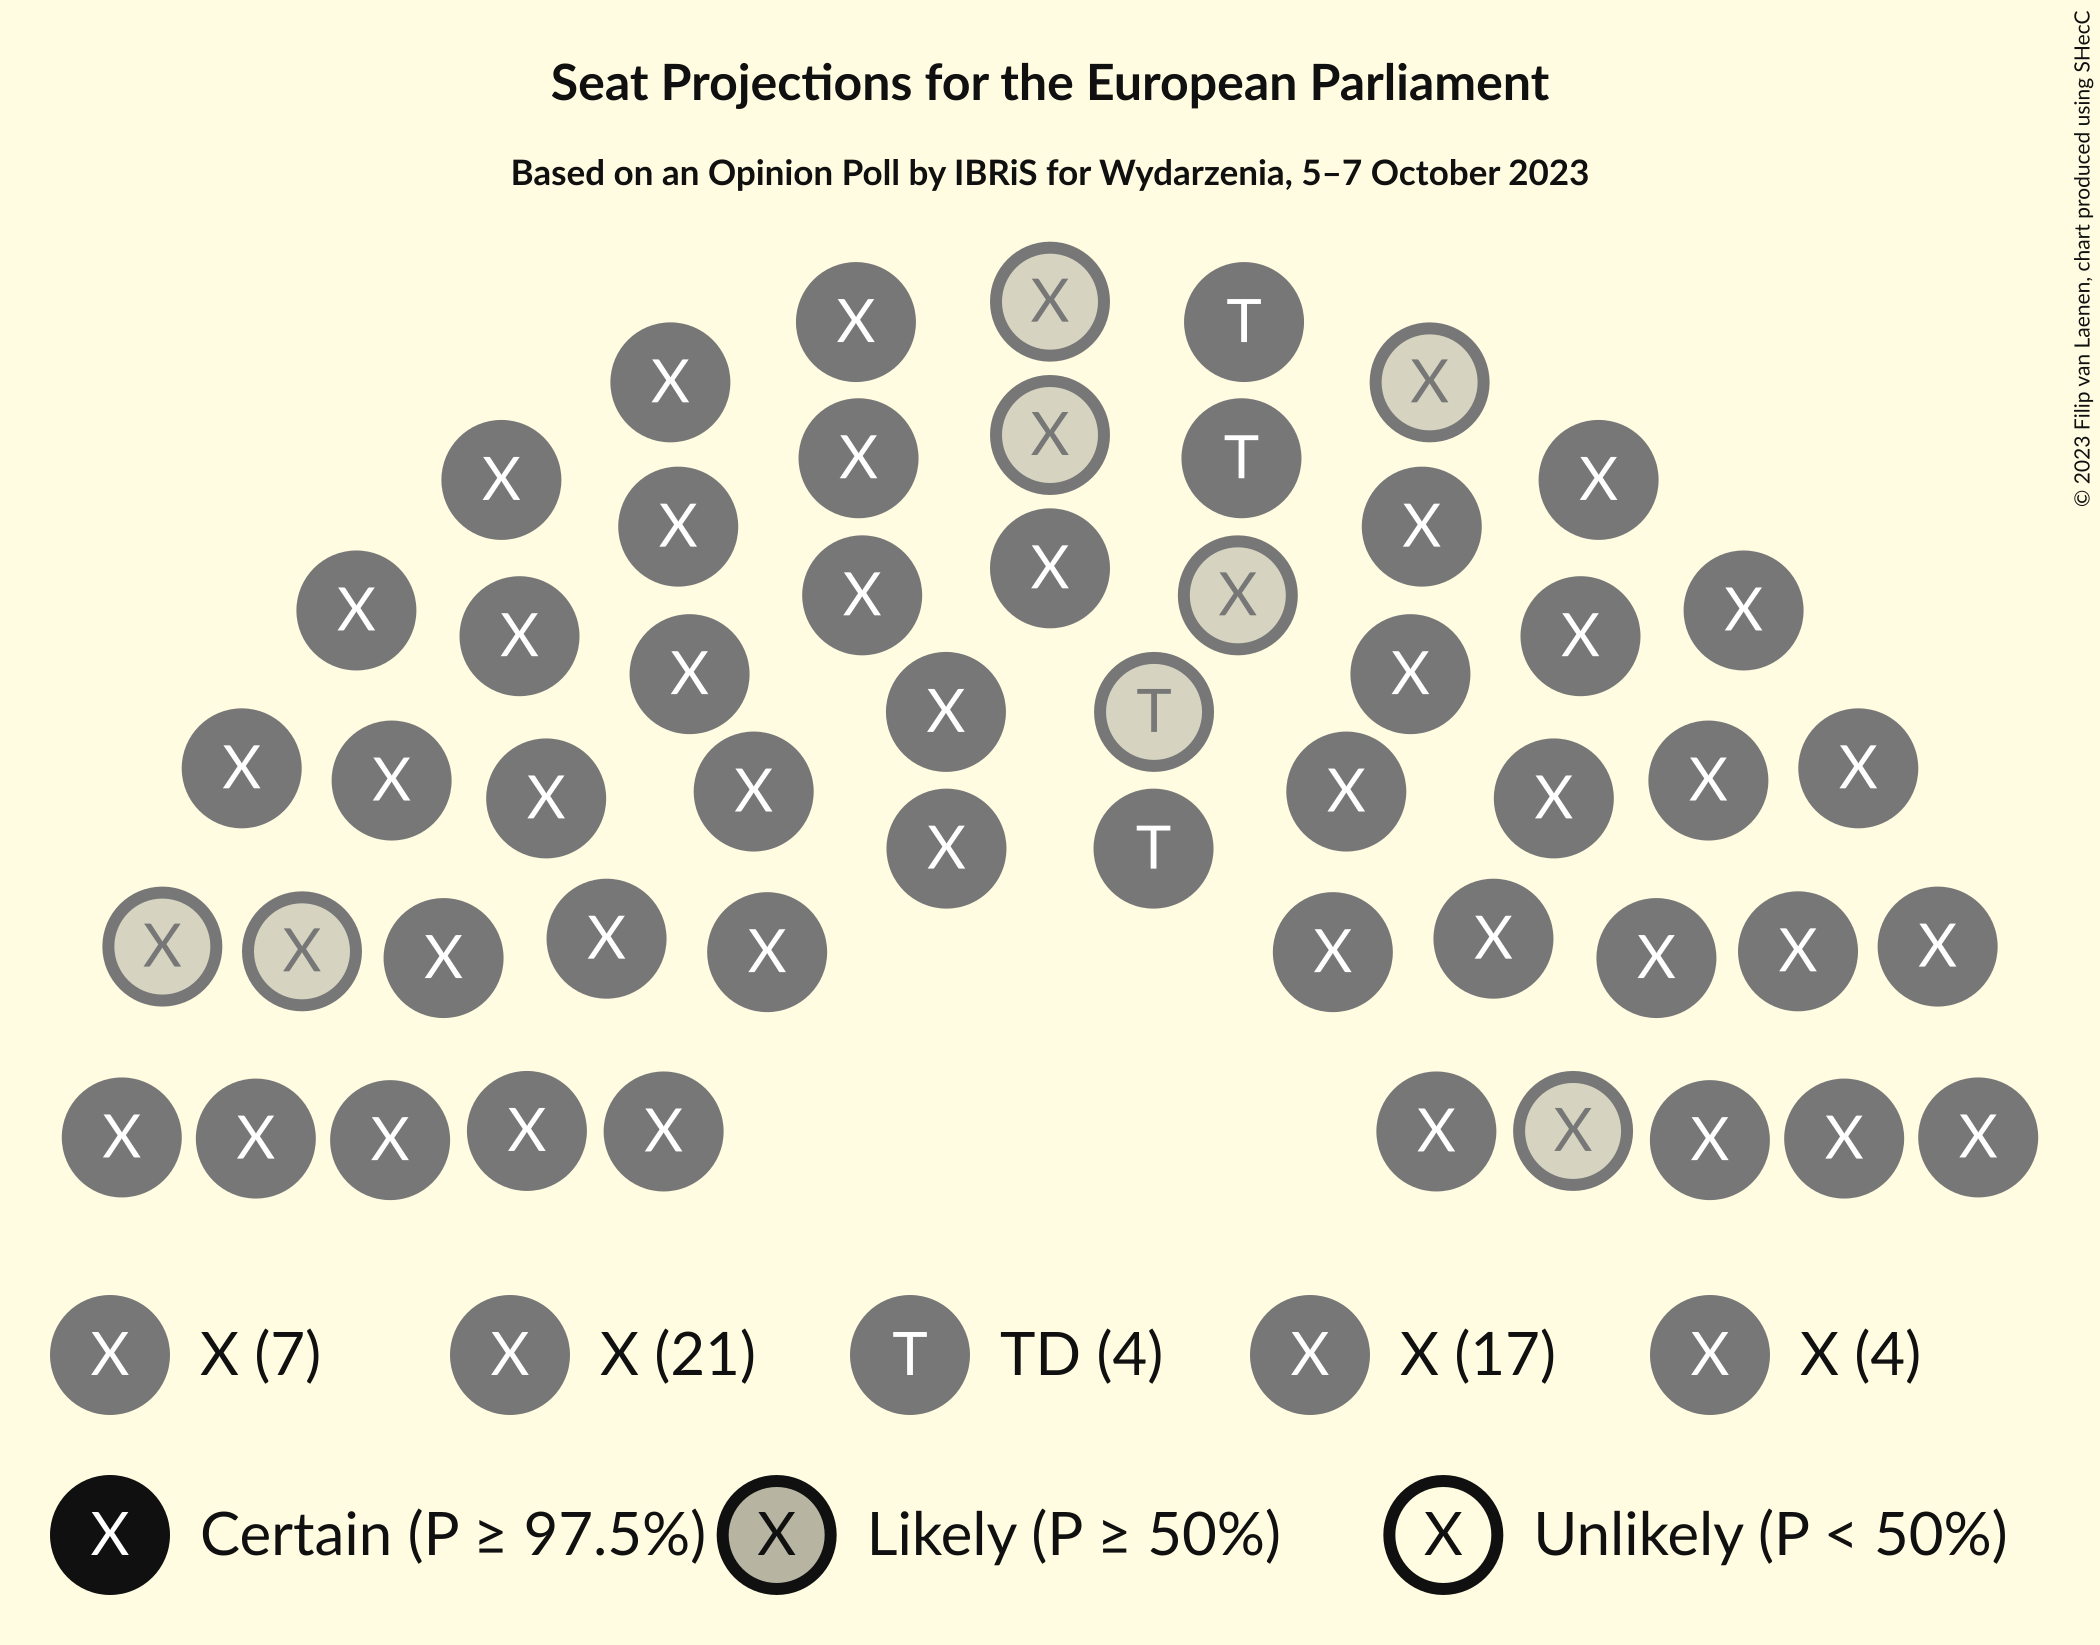 Seat Projections for the European Parliament
Based on an Opinion Poll by IBRiS for Wydarzenia, 5–7 October 2023
© 2023 Filip van Laenen, chart produced using SHecC
X
X X T X
X X
X X T X
X X X X
X X X
X X X X
X T
X X X X
X X X X
X X X X
X T
X X X X
X X X X X X
X X X X X X X X X X
X X (7) X X (21) T TD (4) X X (17) X X (4)
X Certain (P ≥ 97.5%) X Likely (P ≥ 50%) X Unlikely (P < 50%)